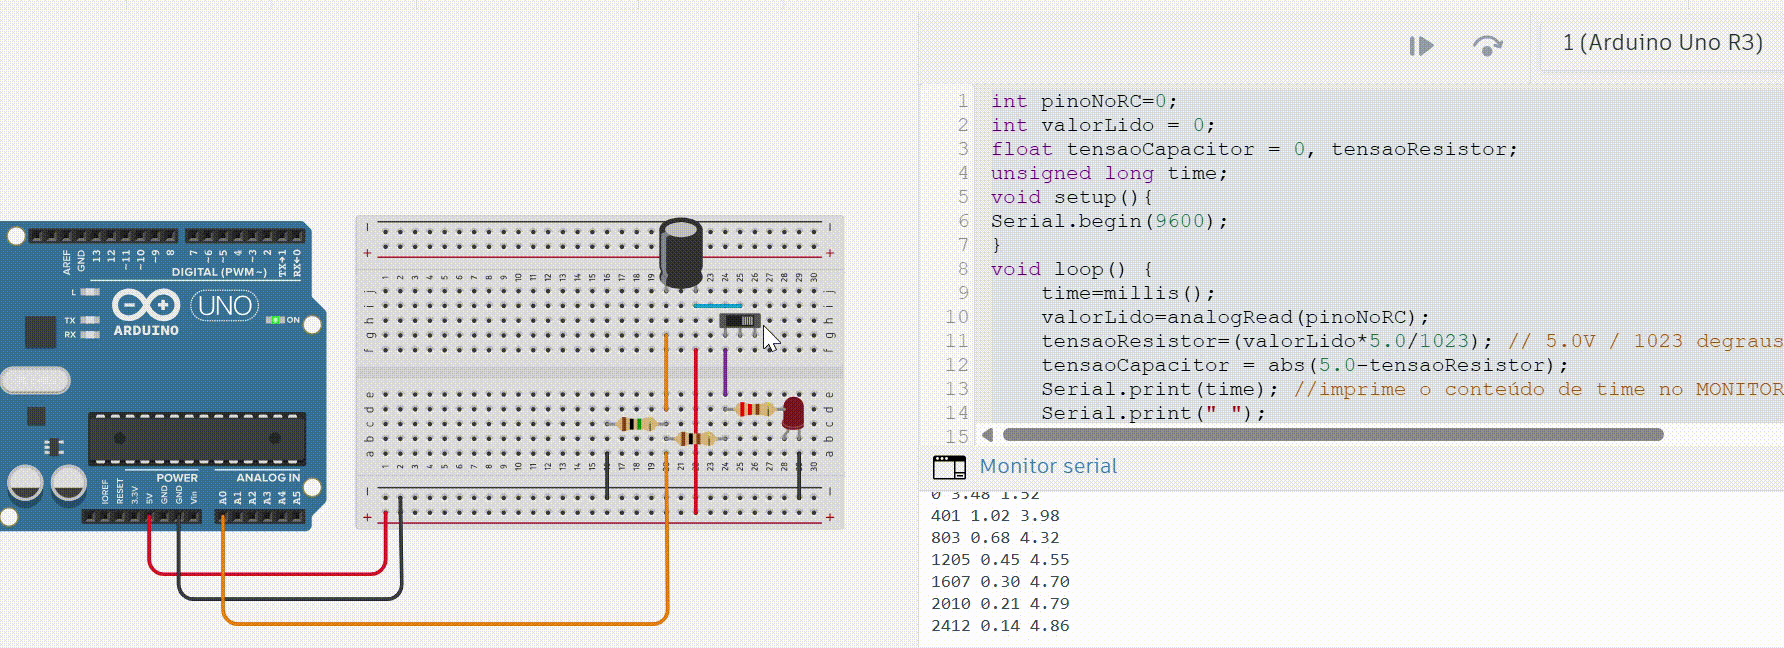 1 (Arduino Uno R3)
1 int pinoNoRC=0;
2 int valorLido = 0;
3 float tensaoCapacitor = 0, tensaoResistor;
4 unsigned long time;
5 void setup(){
6 Serial.begin(9600);
7 }
8 void loop() {
9 time=millis();
10 valorLido=analogRead(pinoNoRC);
11 tensaoResistor=(valorLido*5.0/1023); // 5.0V / 1023 degraus
12 tensaoCapacitor = abs(5.0-tensaoResistor);
13 Serial.print(time); //imprime o conteúdo de time no MONITOR
14 Serial.print(" ");
15
Monitor serial
0 3.48 1.52
401 1.02 3.98
803 0.68 4.32
1205 0.45 4.55
1607 0.30 4.70
2010 0.21 4.79
2412 0.14 4.86
AREF
GND
13
12
~11
~10
~9
8
7
~6
~5
4
~3
2
TX→1
RX←0
DIGITAL (PWM~)
L
TX
RX
UNO
ARDUINO
ON
POWER
ANALOG IN
IOREF
RESET
3.3V
5V
GND
GND
Vin
A0
A1
A2
A3
A4
A5